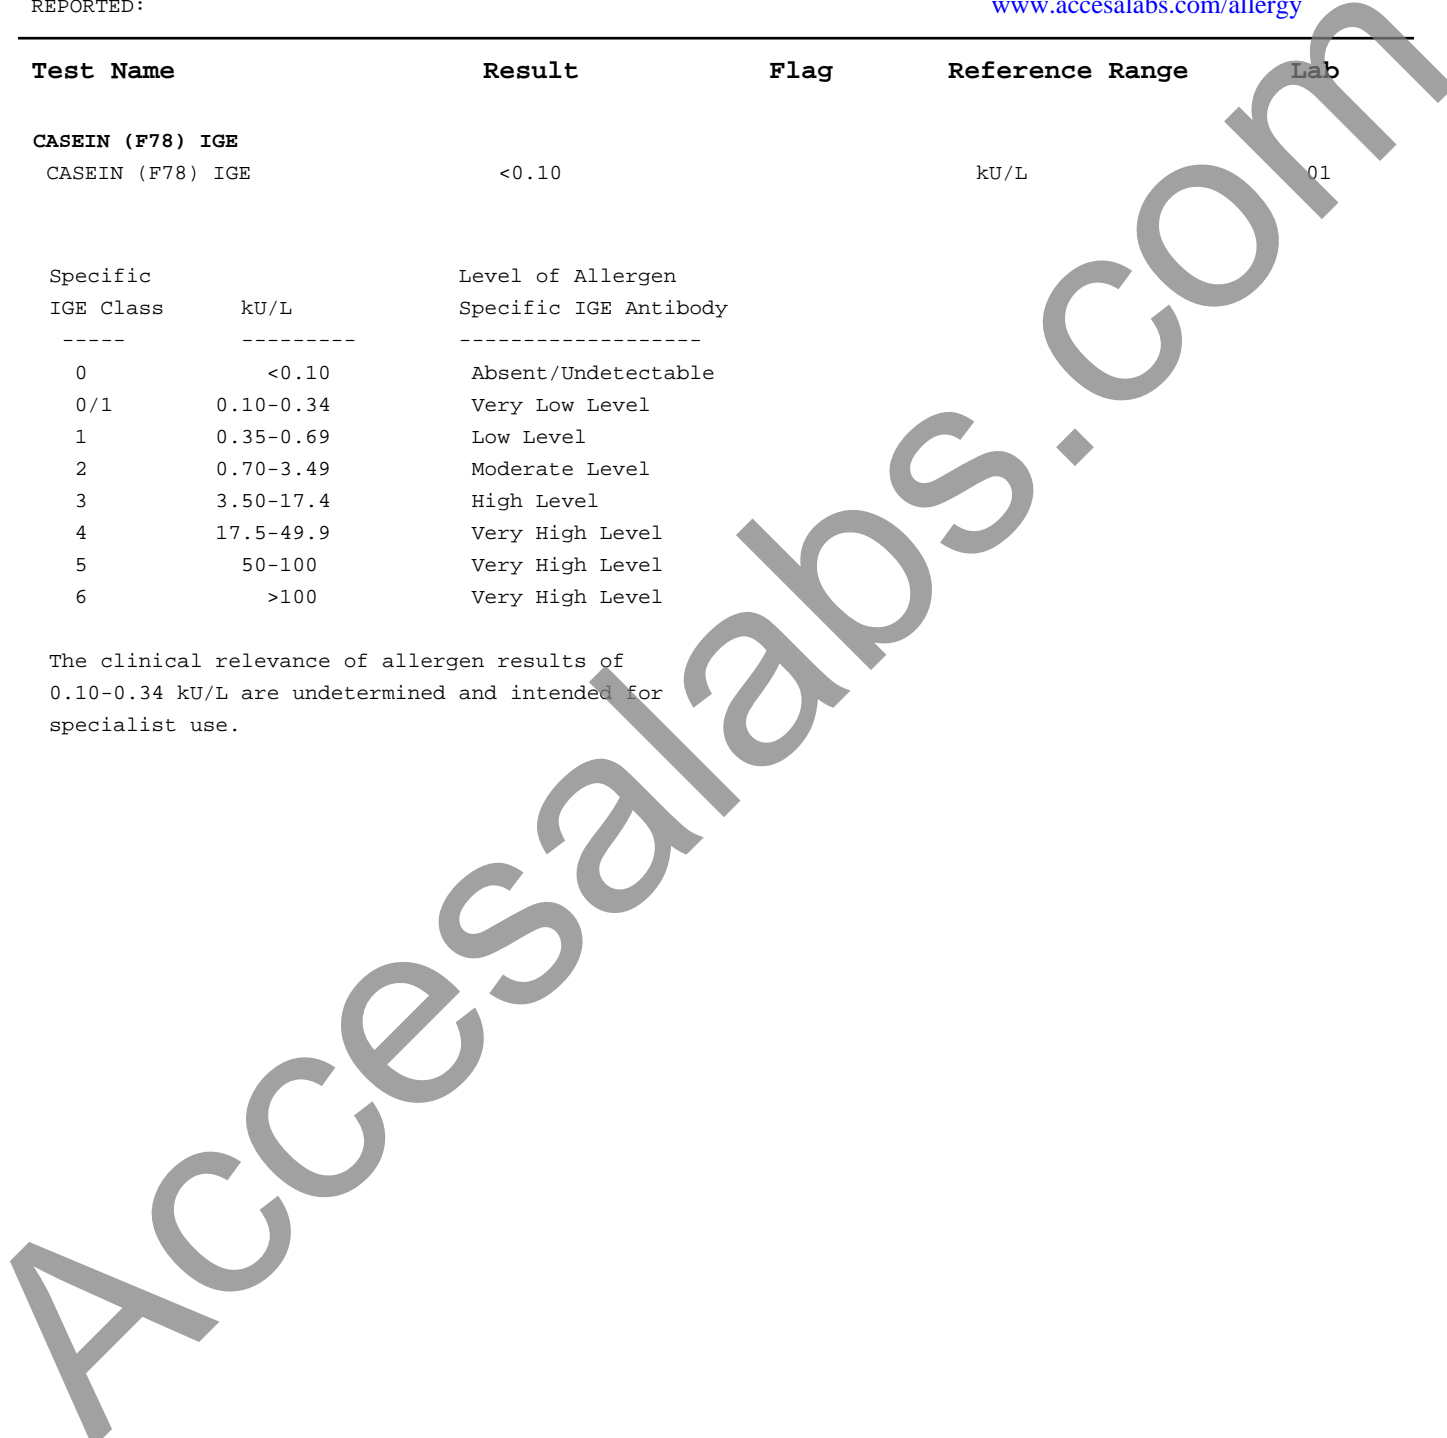 REPORTED: www.accesalabs.com/allergy
Test Name Result Flag Reference Range Lab
CASEIN (F78) IGE
CASEIN (F78) IGE <0.10 kU/L 01
Specific Level of Allergen
IGE Class kU/L Specific IGE Antibody
----- --------- -------------------
0 <0.10 Absent/Undetectable
0/1 0.10-0.34 Very Low Level
1 0.35-0.69 Low Level
2 0.70-3.49 Moderate Level
3 3.50-17.4 High Level
4 17.5-49.9 Very High Level
5 50-100 Very High Level
6 >100 Very High Level
The clinical relevance of allergen results of
0.10-0.34 kU/L are undetermined and intended for
specialist use.
Accesalabs.com